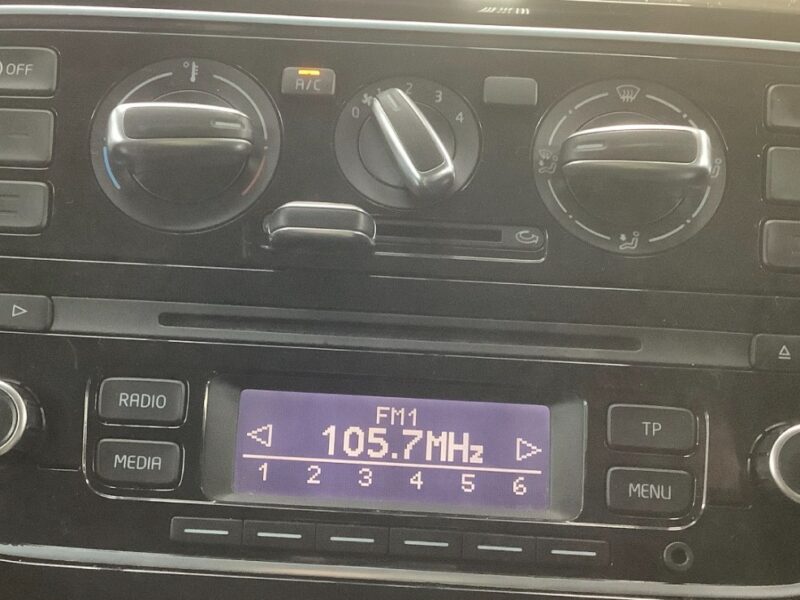 OFF
A/C
0 1 2 3 4
RADIO
MEDIA
FM1
105.7MHz
1 2 3 4 5 6
TP
MENU